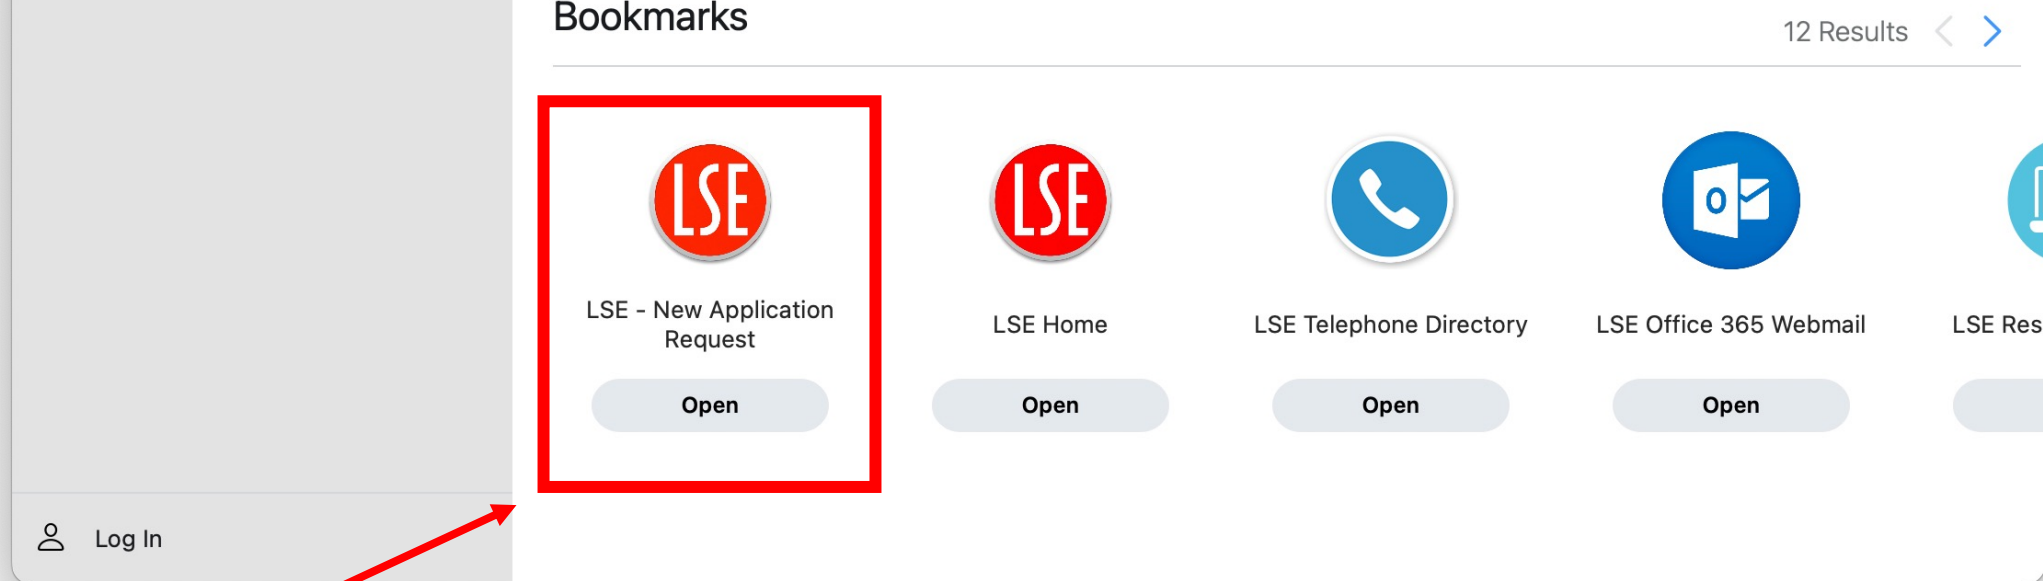 Bookmarks
12 Results
LSE
LSE
LSE - New Application
Request
LSE Home
LSE Telephone Directory
LSE Office 365 Webmail
LSE Res
Open
Open
Open
Open
Log In